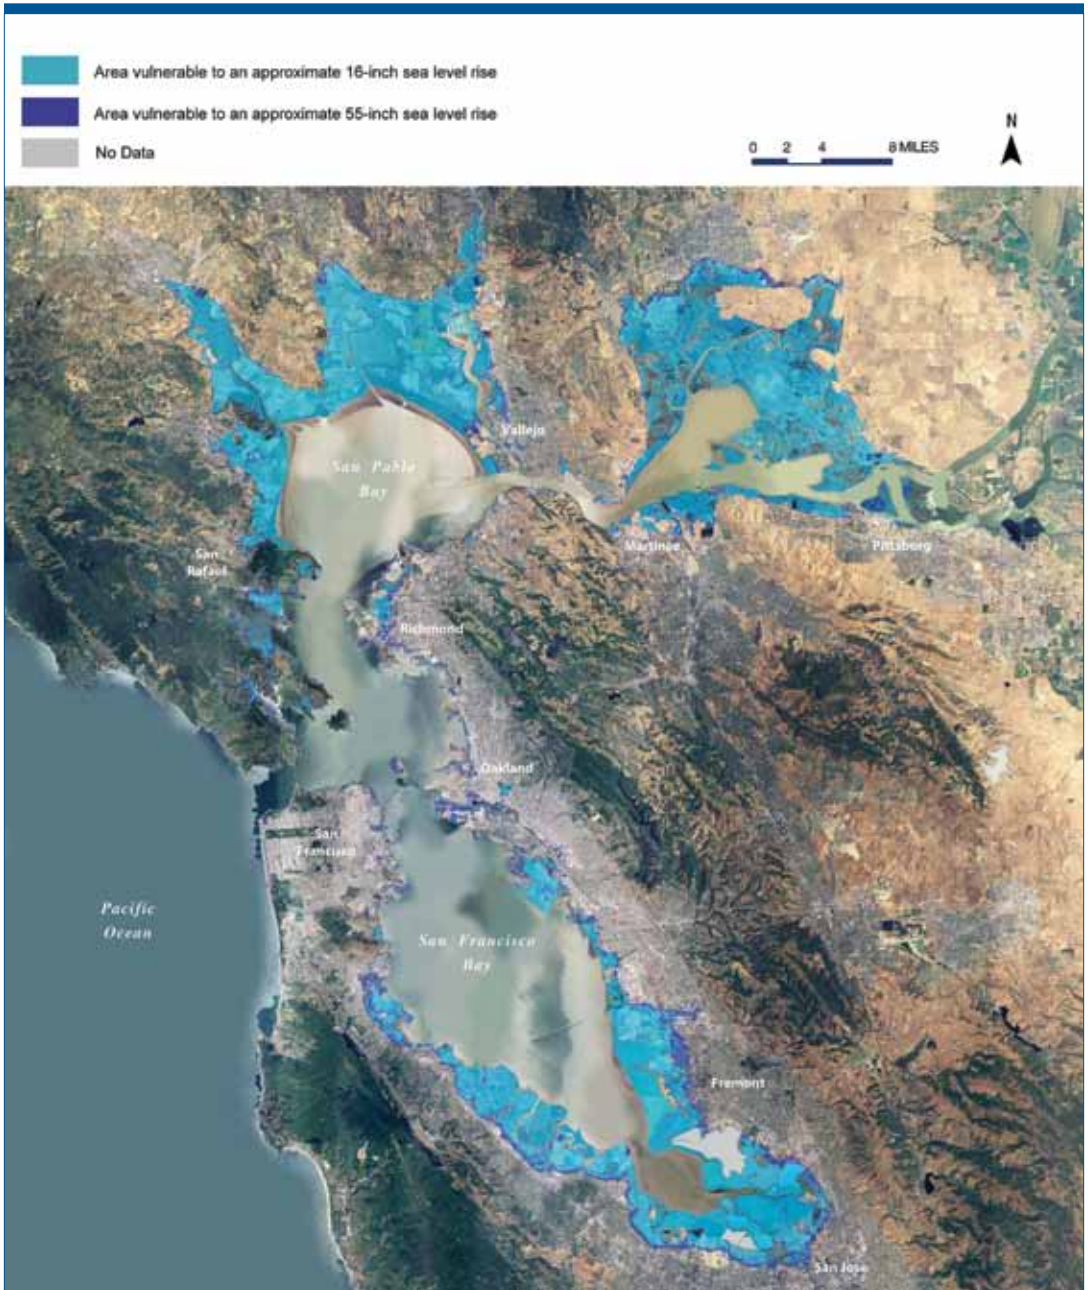 Area vulnerable to an approximate 16-inch sea level rise
Area vulnerable to an approximate 55-inch sea level rise
No Data
0 2 4 8 MILES
N
Vallejo
San Pablo
Bay
San
Rafael
Martinez
Pittsburg
Richmond
Oakland
San
Francisco
Pacific
Ocean
San Francisco
Bay
Fremont
San Jose